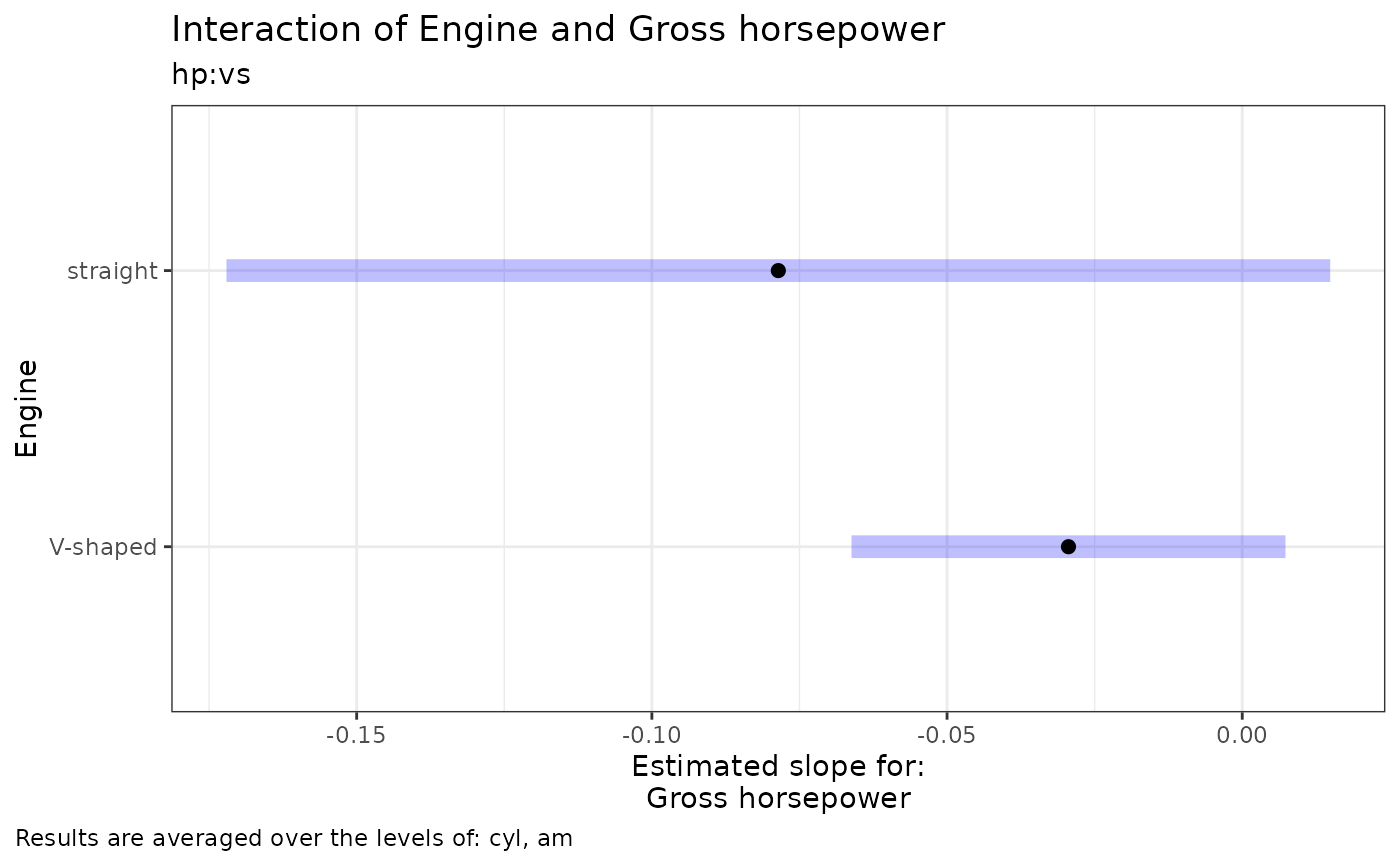 Interaction of Engine and Gross horsepower
hp:vs
Engine
straight
V-shaped
-0.15 -0.10 -0.05 0.00
Estimated slope for:
Gross horsepower
Results are averaged over the levels of: cyl, am